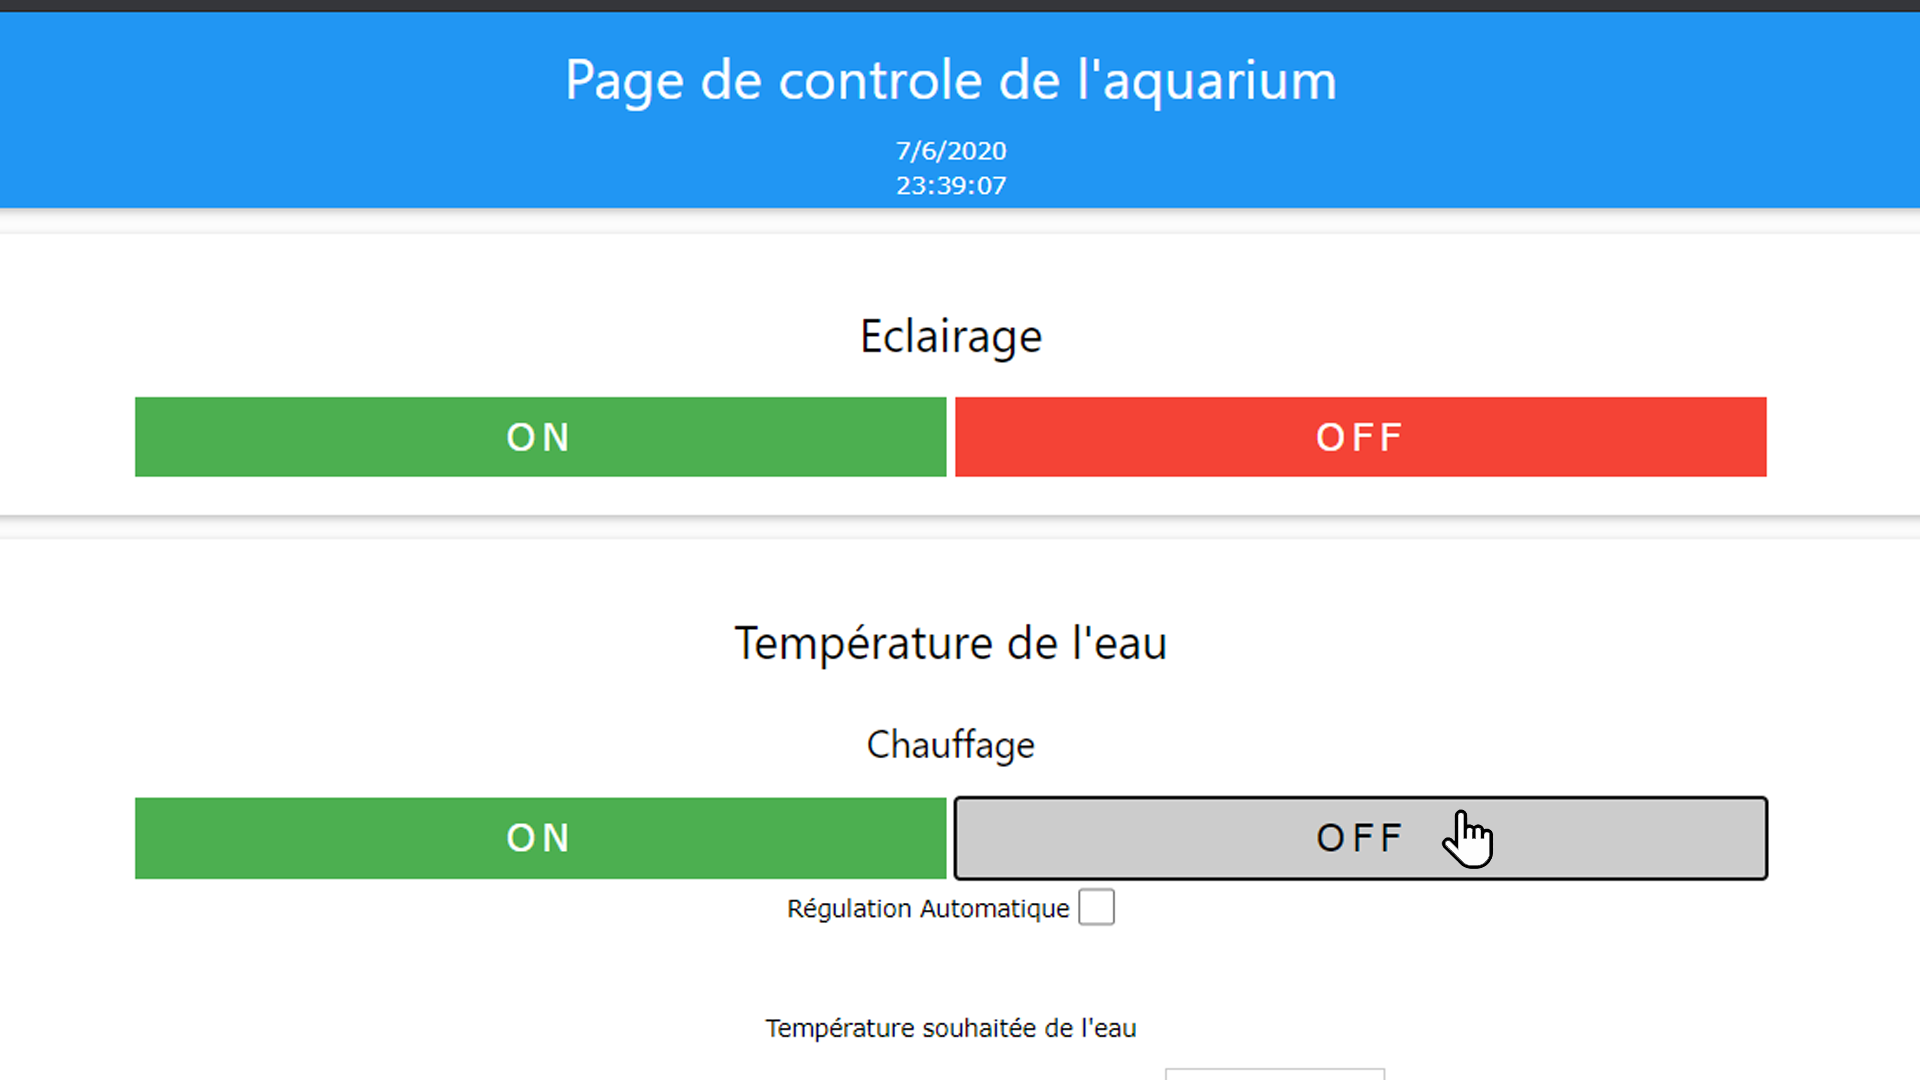 Page de controle de l'aquarium
7/6/2020
23:39:07
Eclairage
ON OFF
Température de l'eau
Chauffage
ON OFF
Régulation Automatique
Température souhaitée de l'eau